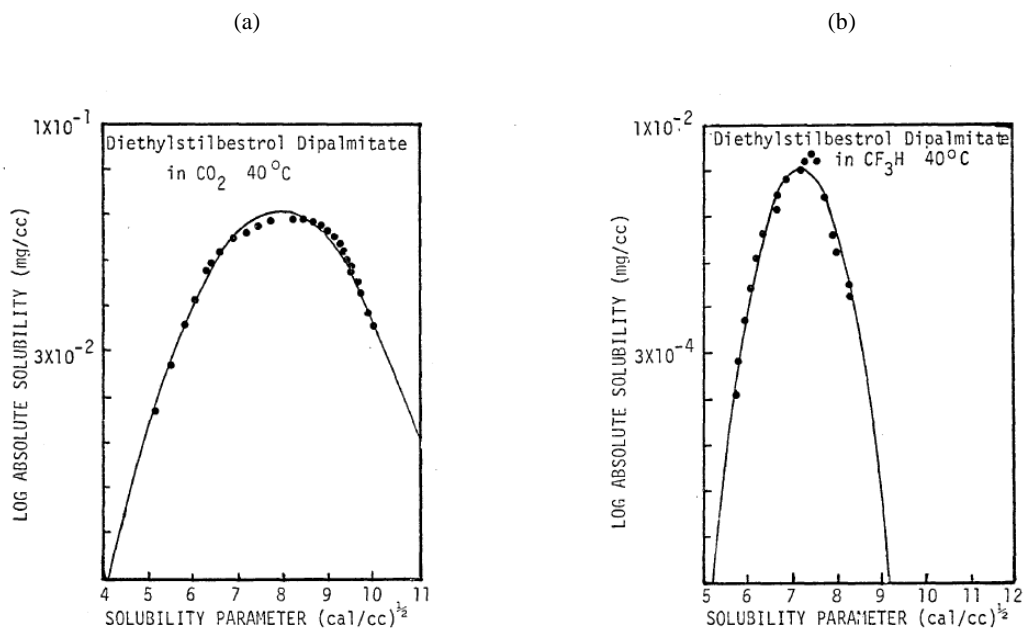 (a)
(b)
1X10⁻¹
Diethylstilbestrol Dipalmitate
in CO₂ 40°C
3X10⁻²
LOG ABSOLUTE SOLUBILITY (mg/cc)
4 5 6 7 8 9 10 11
SOLUBILITY PARAMETER (cal/cc)^½
1X10⁻²
Diethylstilbestrol Dipalmitate
in CF₃H 40°C
3X10⁻⁴
LOG ABSOLUTE SOLUBILITY (mg/cc)
5 6 7 8 9 10 11 12
SOLUBILITY PARAMETER (cal/cc)^½